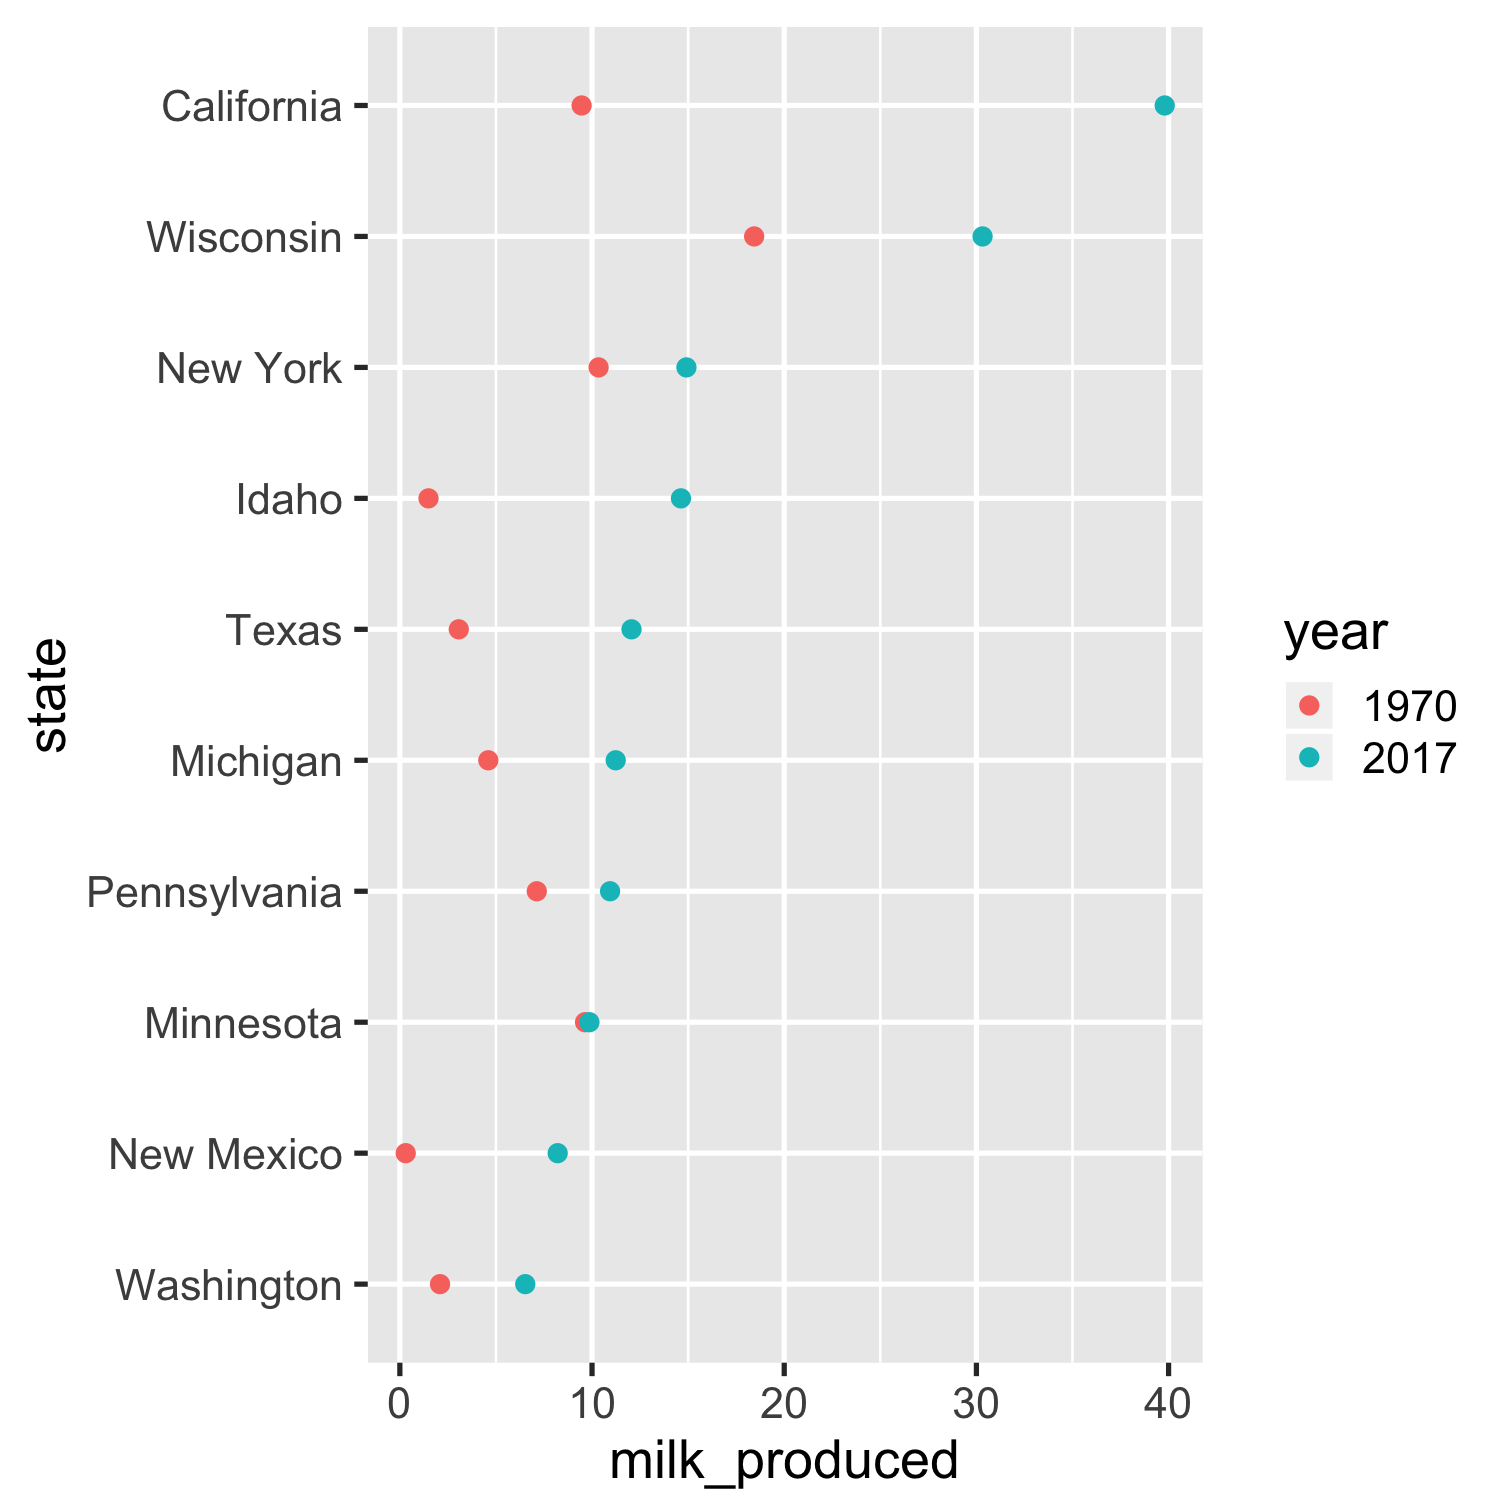 California
Wisconsin
New York
Idaho
Texas
Michigan
Pennsylvania
Minnesota
New Mexico
Washington
state
0 10 20 30 40
milk_produced
year
1970
2017